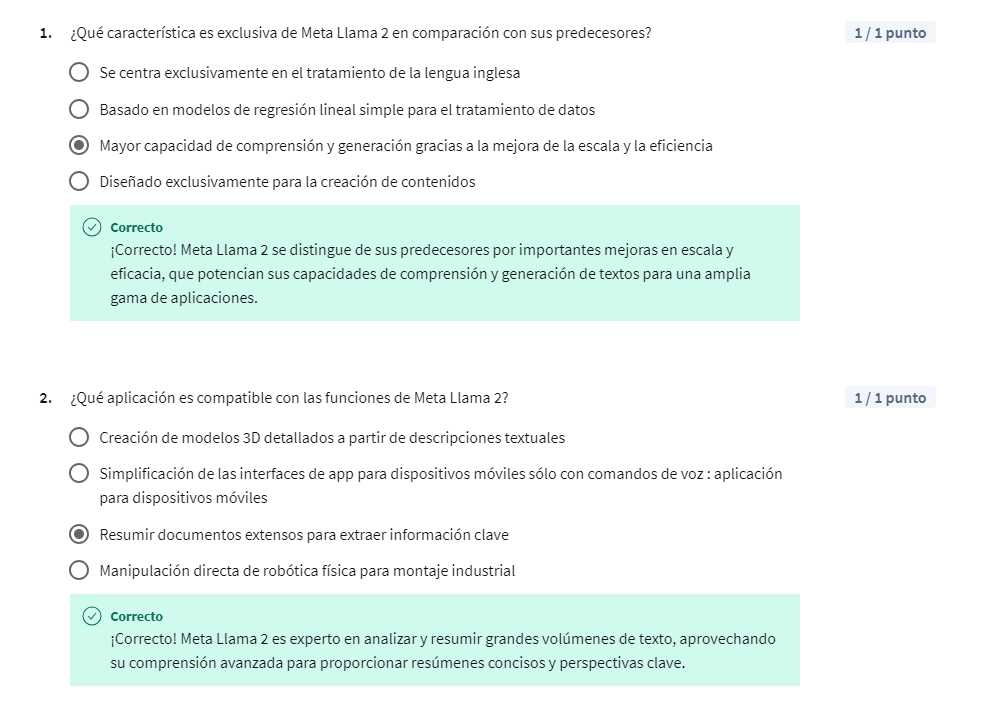 1. ¿Qué característica es exclusiva de Meta Llama 2 en comparación con sus predecesores? 1 / 1 punto
Se centra exclusivamente en el tratamiento de la lengua inglesa
Basado en modelos de regresión lineal simple para el tratamiento de datos
Mayor capacidad de comprensión y generación gracias a la mejora de la escala y la eficiencia
Diseñado exclusivamente para la creación de contenidos
Correcto
¡Correcto! Meta Llama 2 se distingue de sus predecesores por importantes mejoras en escala y
eficacia, que potencian sus capacidades de comprensión y generación de textos para una amplia
gama de aplicaciones.
2. ¿Qué aplicación es compatible con las funciones de Meta Llama 2? 1 / 1 punto
Creación de modelos 3D detallados a partir de descripciones textuales
Simplificación de las interfaces de app para dispositivos móviles sólo con comandos de voz : aplicación
para dispositivos móviles
Resumir documentos extensos para extraer información clave
Manipulación directa de robótica física para montaje industrial
Correcto
¡Correcto! Meta Llama 2 es experto en analizar y resumir grandes volúmenes de texto, aprovechando
su comprensión avanzada para proporcionar resúmenes concisos y perspectivas clave.